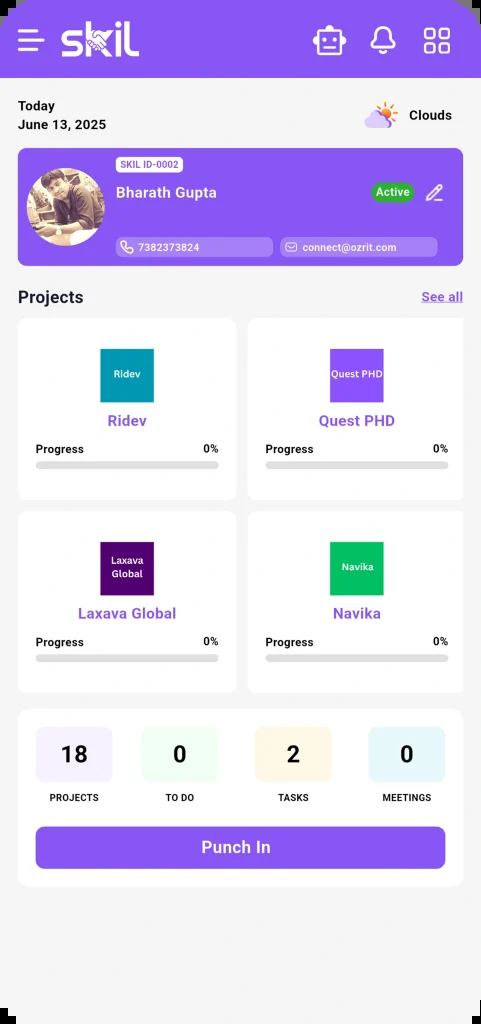 skil
Today
June 13, 2025
Clouds
SKIL ID-0002
Bharath Gupta
Active
7382373824
connect@ozrit.com
Projects
See all
Ridev
Ridev
Progress 0%
Quest PHD
Quest PHD
Progress 0%
Laxava
Global
Laxava Global
Progress 0%
Navika
Navika
Progress 0%
18
PROJECTS
0
TO DO
2
TASKS
0
MEETINGS
Punch In